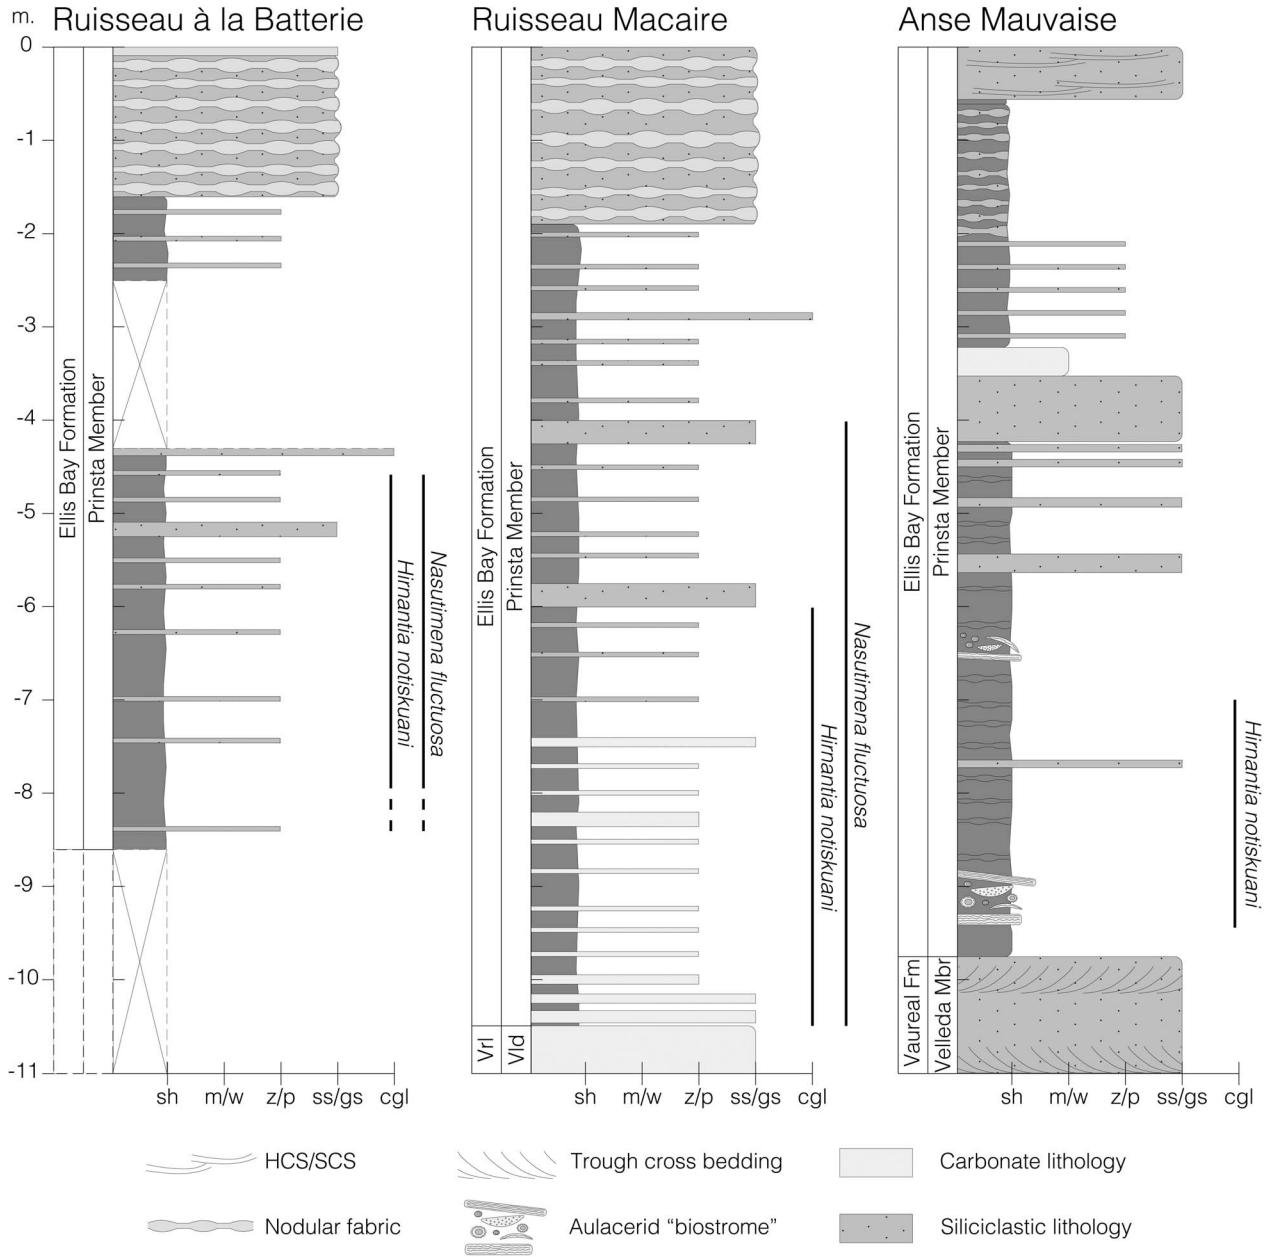 m. Ruisseau à la Batterie Ruisseau Macaire Anse Mauvaise
0
-1
-2
-3
-4
-5
-6
-7
-8
-9
-10
-11
Ellis Bay Formation
Prinsta Member
Hirnantia notiskuani
Nasutimena fluctuosa
Ellis Bay Formation
Prinsta Member
Vrl
Vld
Hirnantia notiskuani
Nasutimena fluctuosa
Ellis Bay Formation
Prinsta Member
Vaureal Fm
Velleda Mbr
Hirnantia notiskuani
sh m/w z/p ss/gs cgl sh m/w z/p ss/gs cgl sh m/w z/p ss/gs cgl
HCS/SCS Trough cross bedding Carbonate lithology
Nodular fabric Aulacerid “biostrome” Siliciclastic lithology